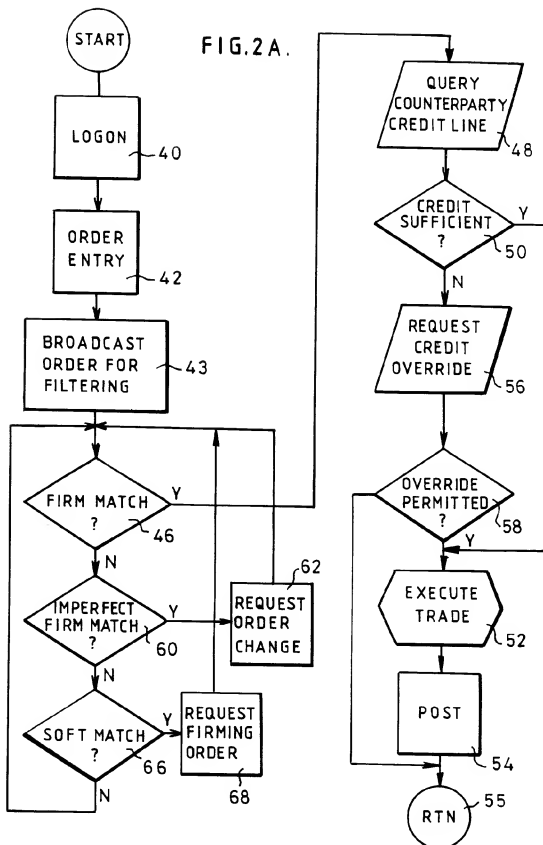 START
FIG.2A.
LOGON
40
ORDER
ENTRY
42
BROADCAST
ORDER FOR
FILTERING
43
FIRM MATCH
?
46
Y
N
IMPERFECT
FIRM MATCH
?
60
Y
N
62
REQUEST
ORDER
CHANGE
SOFT MATCH
?
66
Y
N
REQUEST
FIRMING
ORDER
68
QUERY
COUNTERPARTY
CREDIT LINE
48
CREDIT
SUFFICIENT
?
50
Y
N
REQUEST
CREDIT
OVERRIDE
56
OVERRIDE
PERMITTED
?
58
Y
EXECUTE
TRADE
52
POST
54
RTN
55